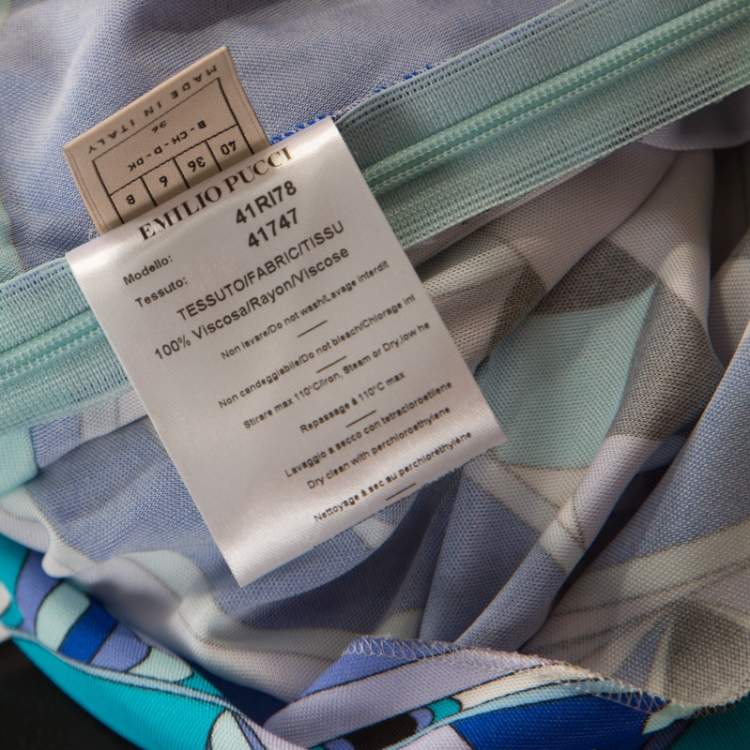 MADE IN ITALY
36
B - CH - D - DK
40 36 6 8
EMILIO PUCCI
Modello: 41RI78
Tessuto: 41747
TESSUTO/FABRIC/TISSU
100% Viscosa/Rayon/Viscose
Non lavare/Do not wash/Lavage interdit
Non candeggiabile/Do not bleach/Chlorage int
Stirare max 110°C/Iron, Steam or Dry,low he
Repassage à 110°C max
Lavaggio a secco con tetracloroetilene
Dry clean with perchloroethylene
Nettoyage à sec au perchlorethylène